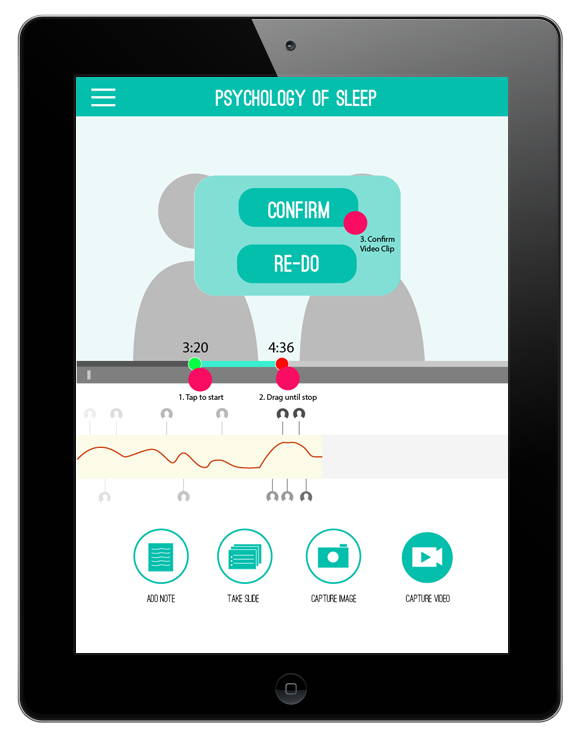 PSYCHOLOGY OF SLEEP
CONFIRM
3. Confirm
Video Clip
RE-DO
3:20
4:36
1. Tap to start
2. Drag until stop
ADD NOTE
TAKE SLIDE
CAPTURE IMAGE
CAPTURE VIDEO